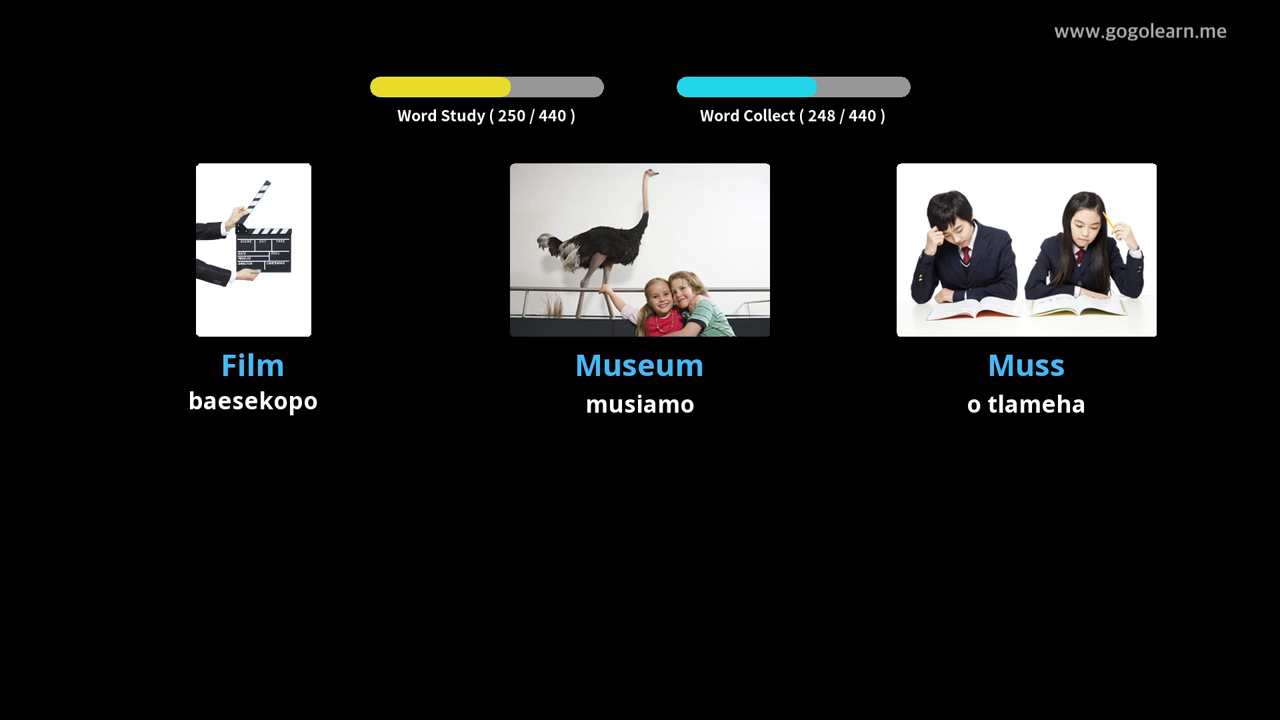 www.gogolearn.me
Word Study ( 250 / 440 )
Word Collect ( 248 / 440 )
Film
baesekopo
Museum
musiamo
Muss
o tlameha